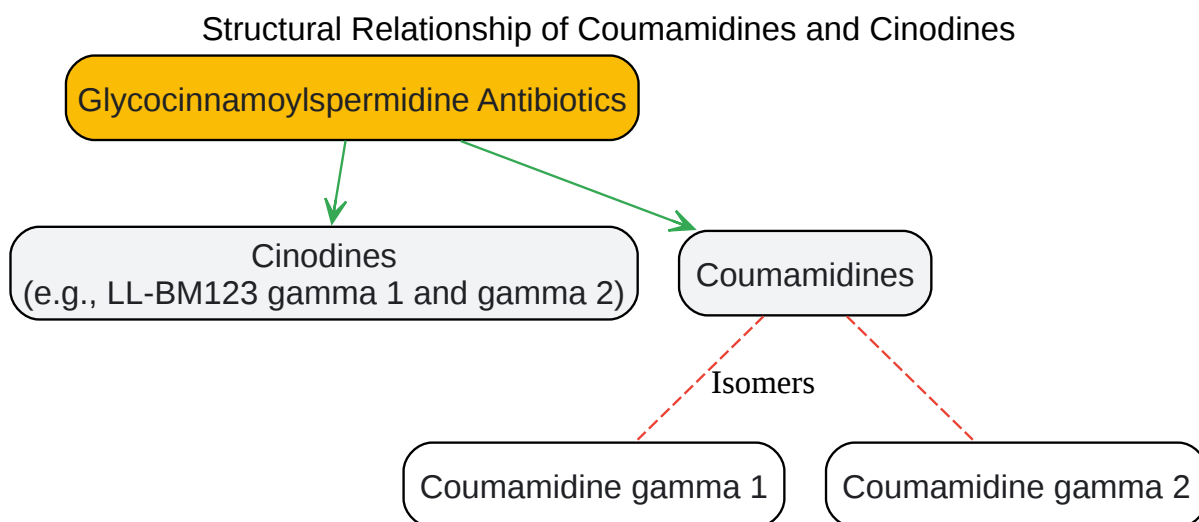 Structural Relationship of Coumamidines and Cinodines
Glycocinnamoylspermidine Antibiotics
Cinodines
(e.g., LL-BM123 gamma 1 and gamma 2)
Coumamidines
Isomers
Coumamidine gamma 1
Coumamidine gamma 2